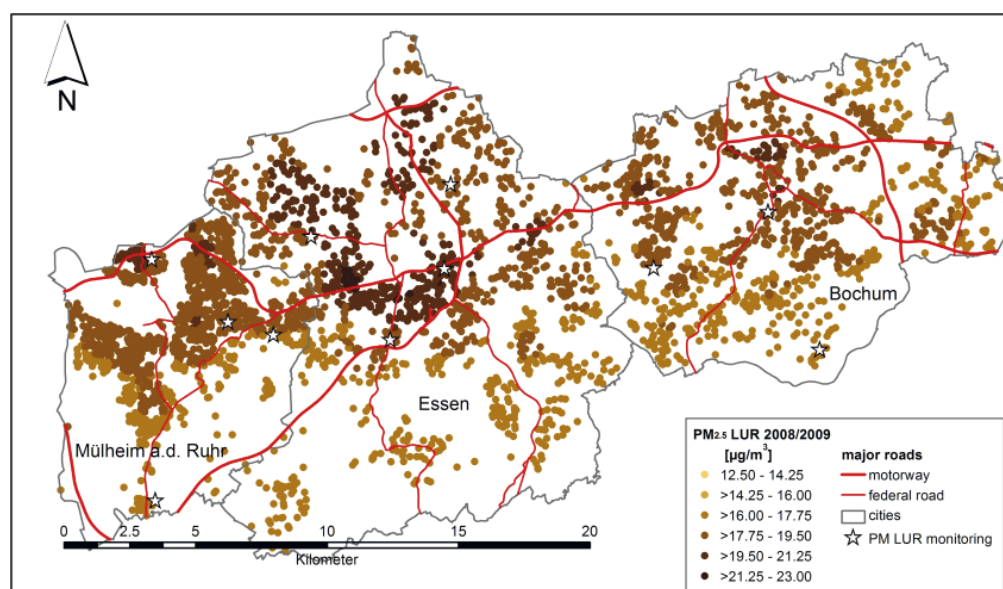 N
Bochum
Essen
Mülheim a.d. Ruhr
0 2.5 5 10 15 20
Kilometer
PM2.5 LUR 2008/2009
[µg/m³]
12.50 - 14.25
>14.25 - 16.00
>16.00 - 17.75
>17.75 - 19.50
>19.50 - 21.25
>21.25 - 23.00
major roads
motorway
federal road
cities
PM LUR monitoring